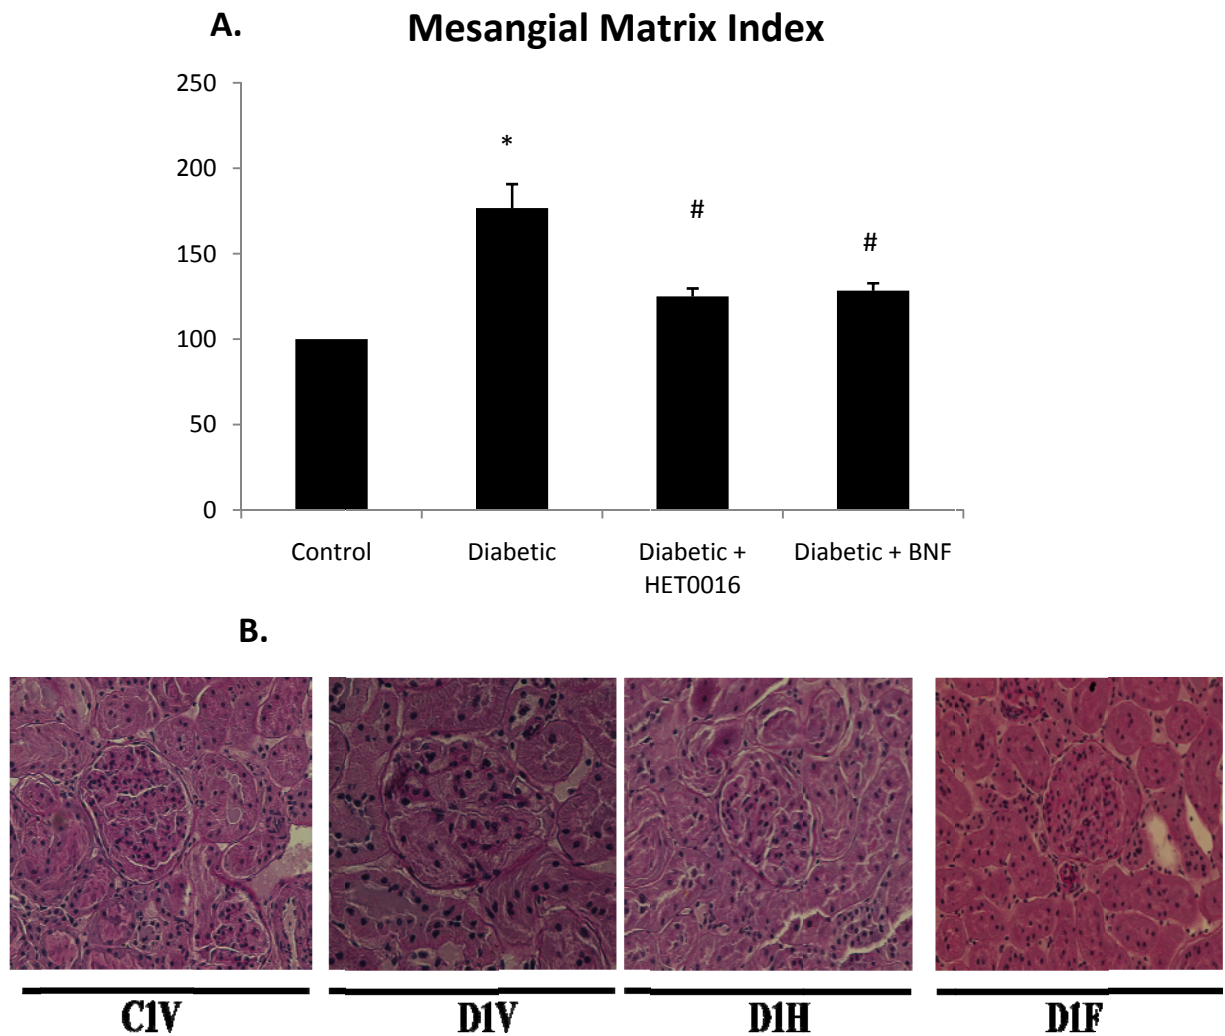 A.
Mesangial Matrix Index
250
200
150
100
50
0
*
#
#
Control
Diabetic
Diabetic +
HET0016
Diabetic + BNF
B.
C1V
D1V
D1H
D1F